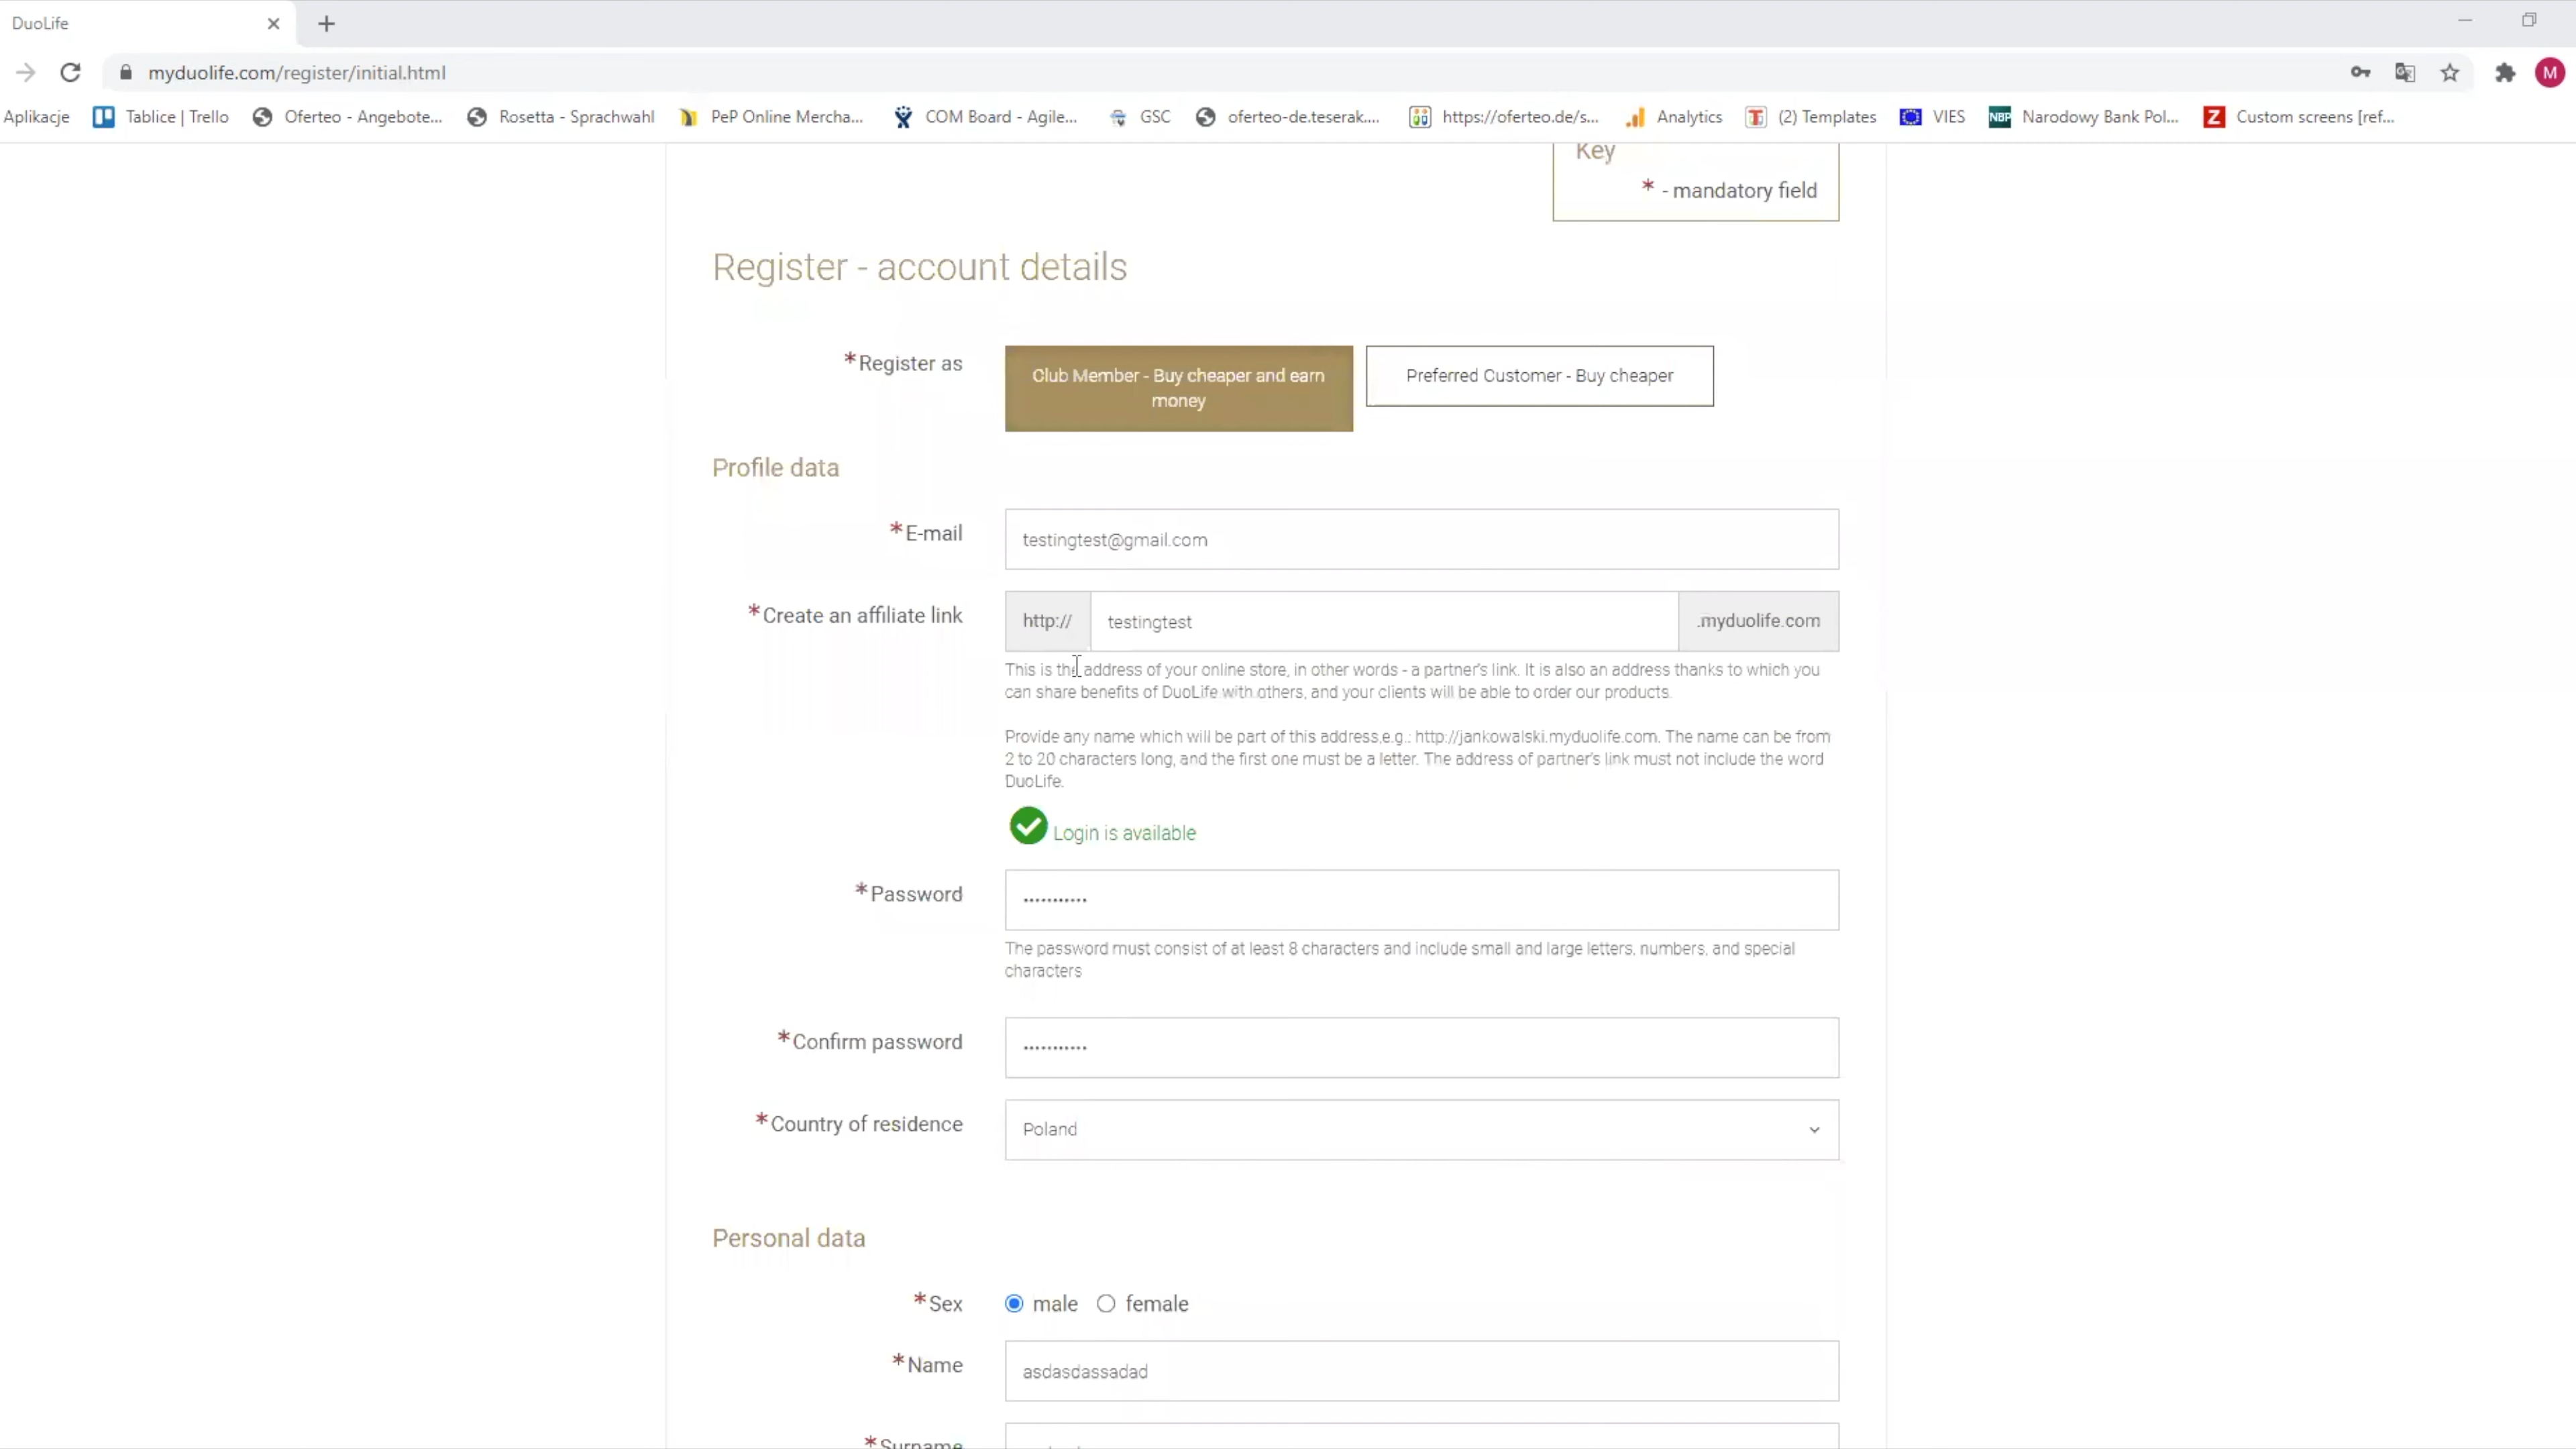 DuoLife
myduolife.com/register/initial.html
M
Aplikacje Tablice | Trello Oferteo - Angebote... Rosetta - Sprachwahl PeP Online Mercha... COM Board - Agile... GSC oferteo-de.teserak.... https://oferteo.de/s... Analytics (2) Templates VIES NBP Narodowy Bank Pol... Z Custom screens [ref...
Key
* - mandatory field
Register - account details
*Register as
Club Member - Buy cheaper and earn
money
Preferred Customer - Buy cheaper
Profile data
*E-mail
testingtest@gmail.com
*Create an affiliate link
http:// testingtest .myduolife.com
This is the address of your online store, in other words - a partner's link. It is also an address thanks to which you
can share benefits of DuoLife with others, and your clients will be able to order our products.
Provide any name which will be part of this address,e.g.: http://jankowalski.myduolife.com. The name can be from
2 to 20 characters long, and the first one must be a letter. The address of partner's link must not include the word
DuoLife.
Login is available
*Password
•••••••••••
The password must consist of at least 8 characters and include small and large letters, numbers, and special
characters
*Confirm password
•••••••••••
*Country of residence
Poland
Personal data
*Sex
male female
*Name
asdasdassadad
*Surname